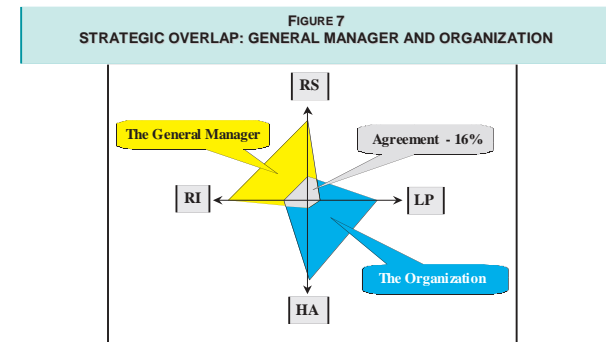 FIGURE 7
STRATEGIC OVERLAP: GENERAL MANAGER AND ORGANIZATION
RS
The General Manager
Agreement - 16%
RI
LP
The Organization
HA